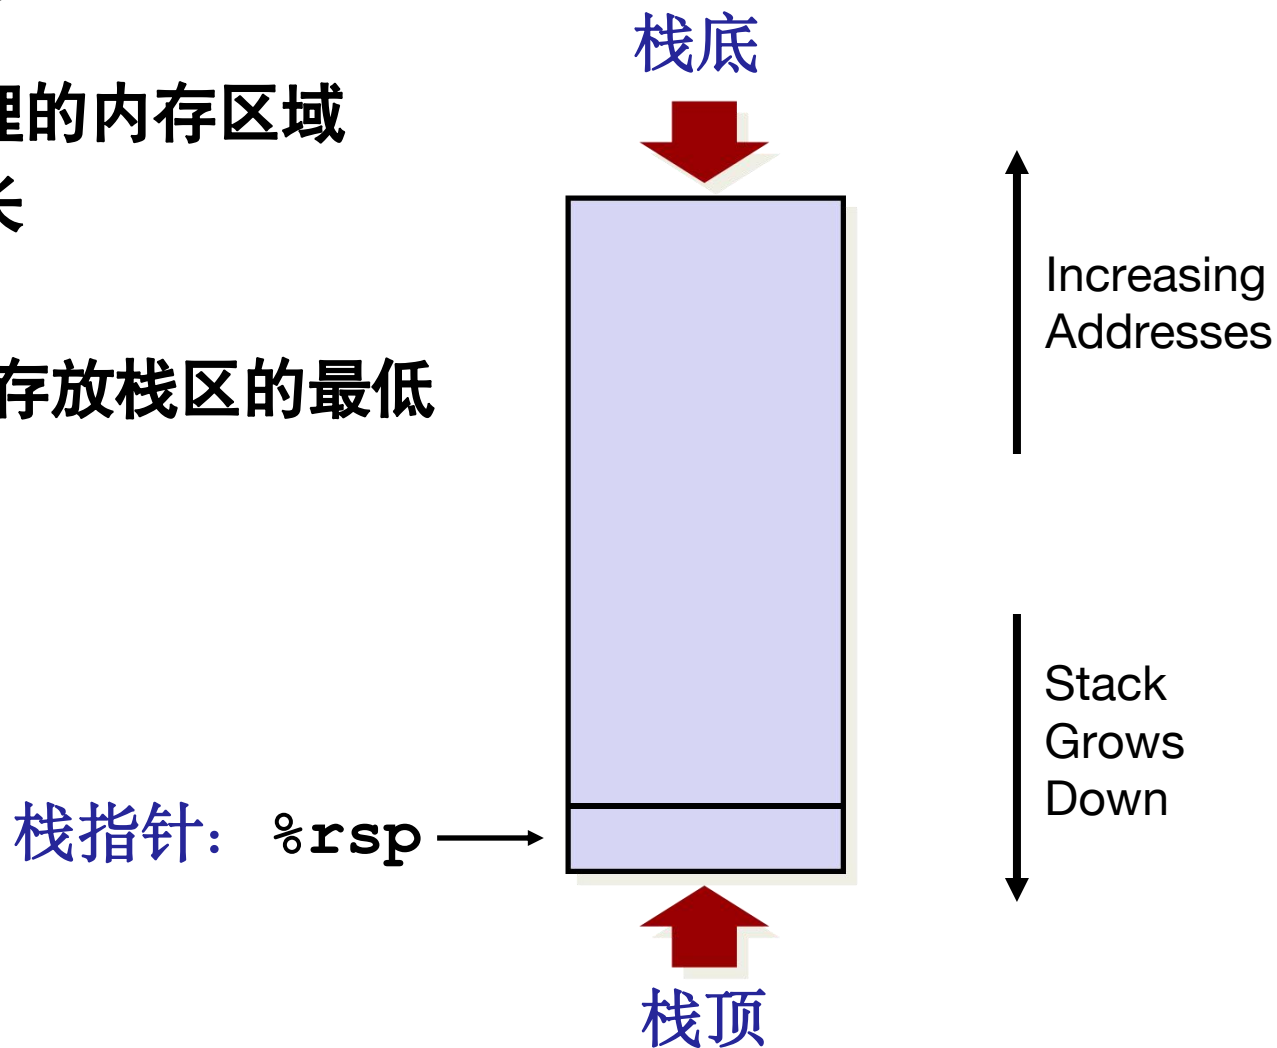 栈底
理的内存区域
长
Increasing
Addresses
存放栈区的最低
Stack
Grows
Down
栈指针: %rsp
栈顶